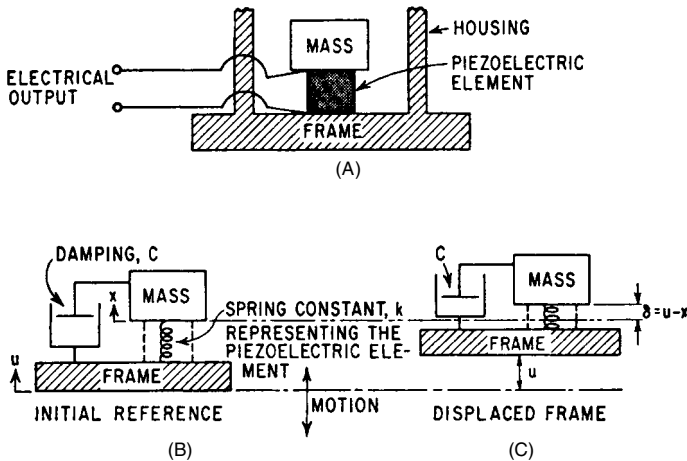 MASS
HOUSING
PIEZOELECTRIC
ELEMENT
ELECTRICAL
OUTPUT
FRAME
(A)
DAMPING, C
x
MASS
SPRING CONSTANT, k
REPRESENTING THE
PIEZOELECTRIC ELE-
MENT
u
FRAME
INITIAL REFERENCE
MOTION
(B)
C
MASS
δ=u-x
FRAME
u
DISPLACED FRAME
(C)